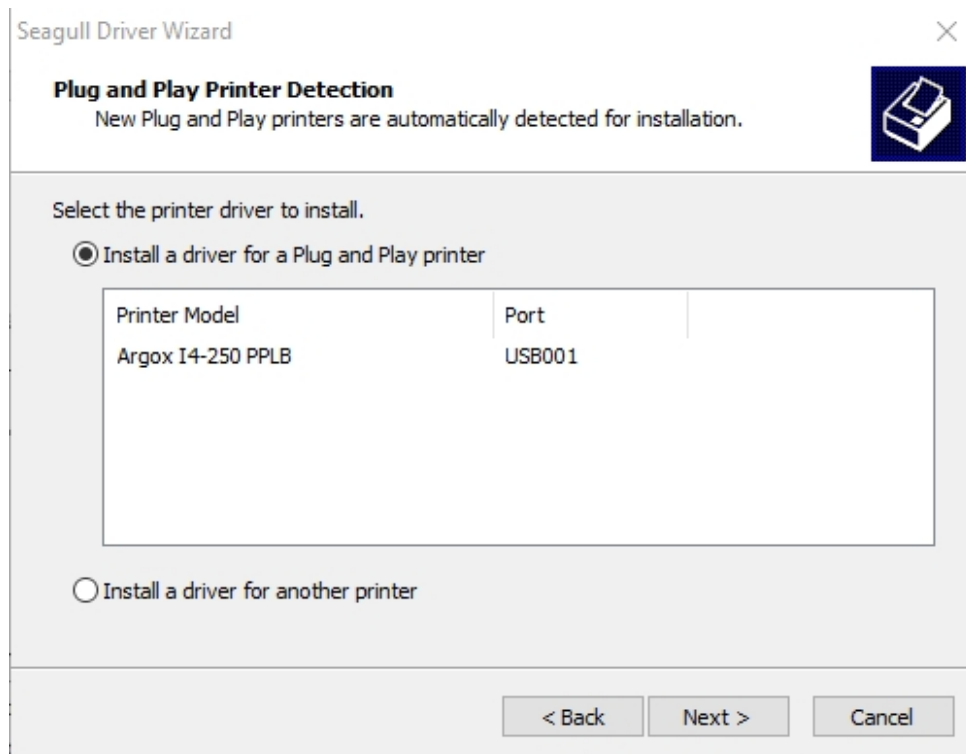 Seagull Driver Wizard
Plug and Play Printer Detection
New Plug and Play printers are automatically detected for installation.
Select the printer driver to install.
Install a driver for a Plug and Play printer
Printer Model Port
Argox I4-250 PPLB USB001
Install a driver for another printer
< Back Next > Cancel